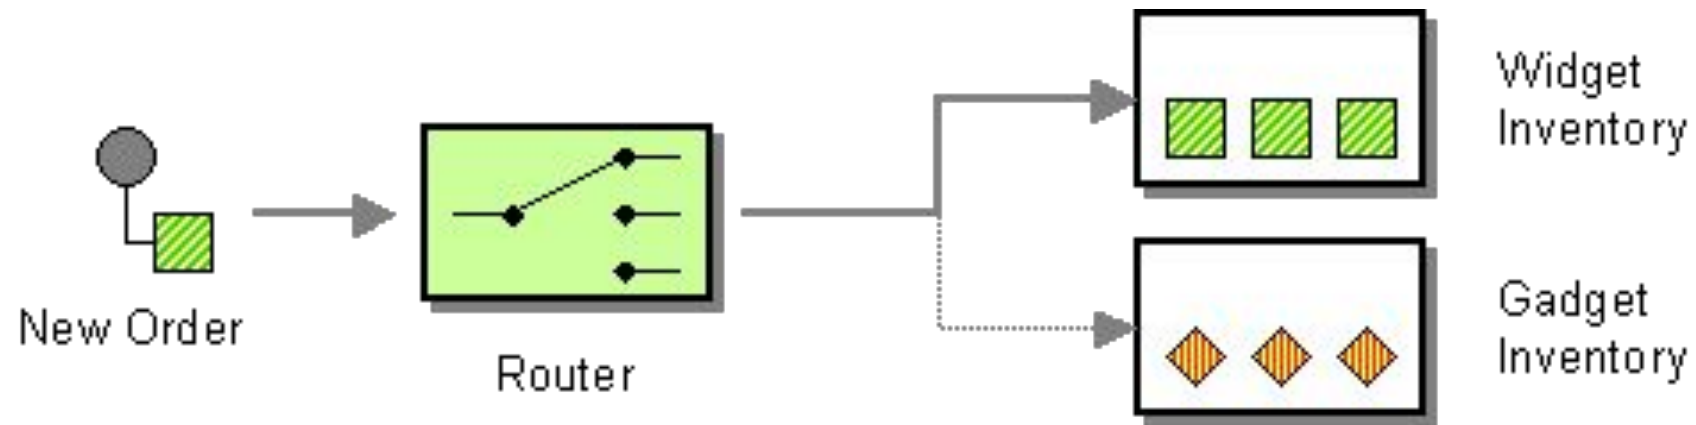 Widget
Inventory
New Order
Router
Gadget
Inventory